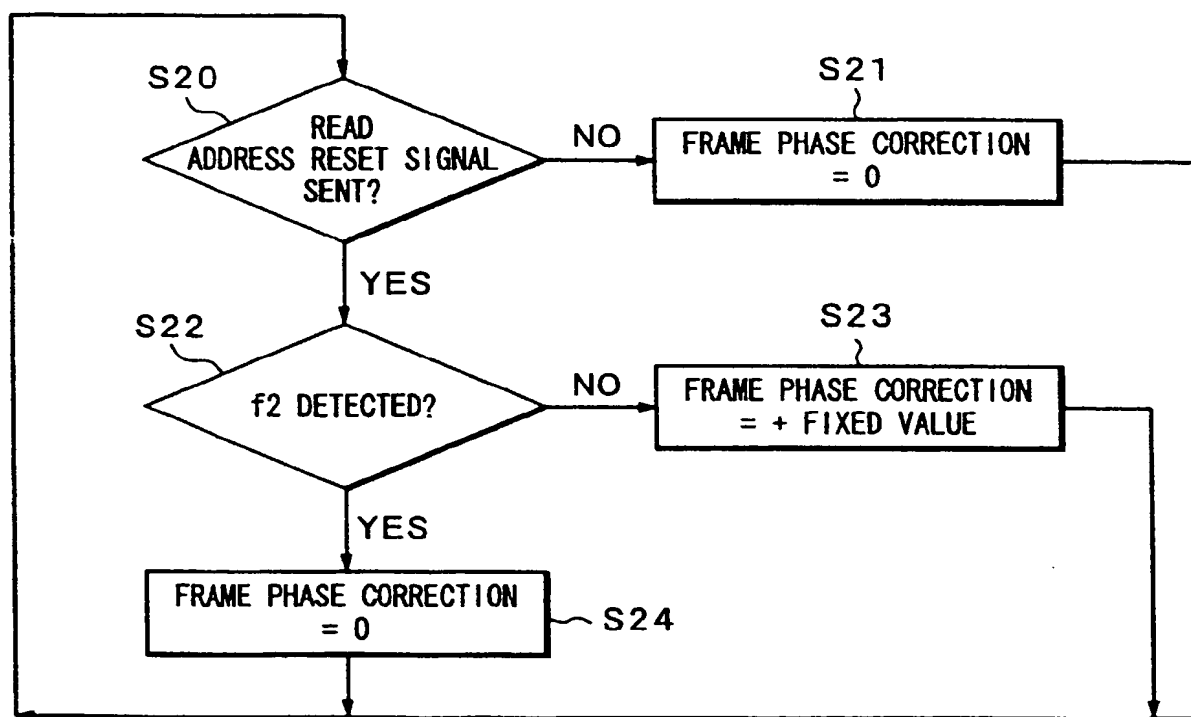 S20
READ
ADDRESS RESET SIGNAL
SENT?
NO
S21
FRAME PHASE CORRECTION
= 0
YES
S22
f2 DETECTED?
NO
S23
FRAME PHASE CORRECTION
= + FIXED VALUE
YES
FRAME PHASE CORRECTION
= 0
S24